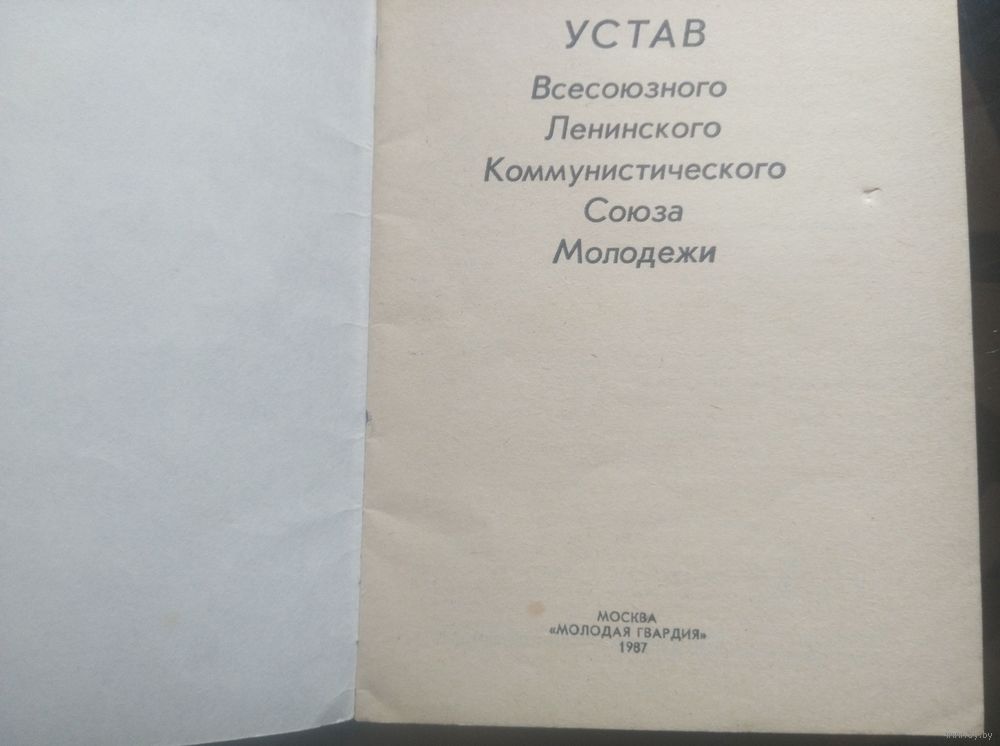 УСТАВ
Всесоюзного
Ленинского
Коммунистического
Союза
Молодежи
МОСКВА
«МОЛОДАЯ ГВАРДИЯ»
1987